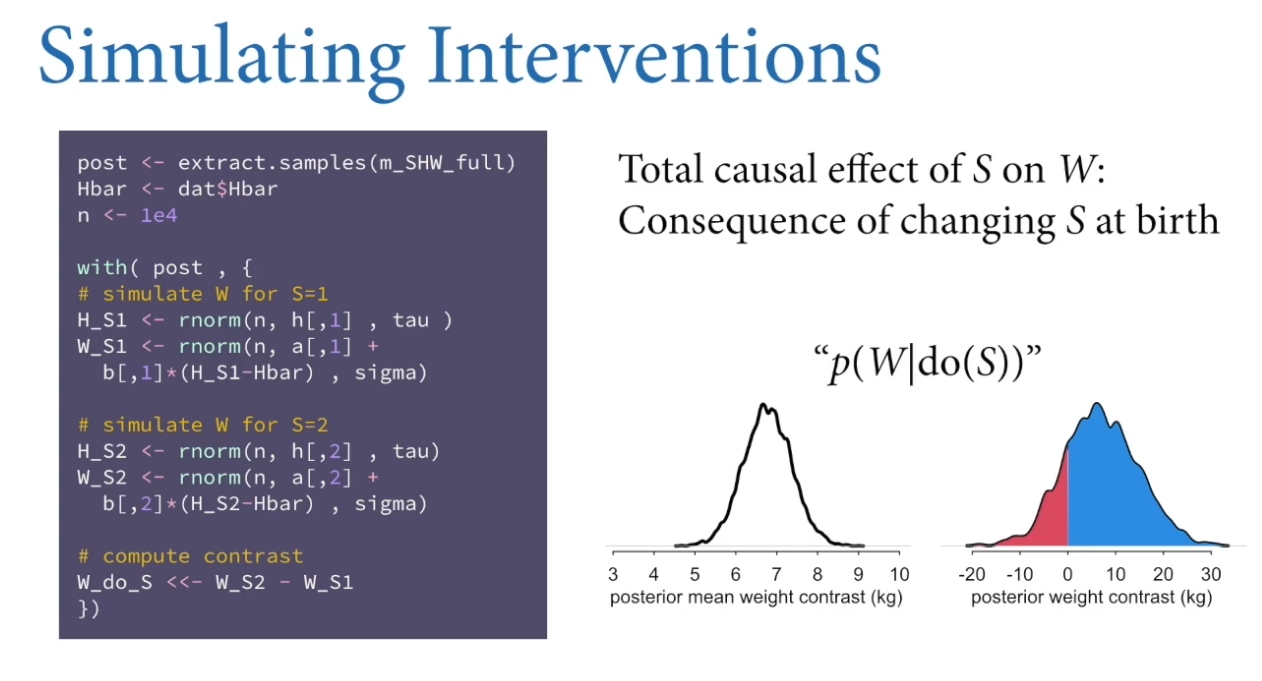 Simulating Interventions
post <- extract.samples(m_SHW_full)
Hbar <- dat$Hbar
n <- 1e4
with( post , {
# simulate W for S=1
H_S1 <- rnorm(n, h[,1] , tau )
W_S1 <- rnorm(n, a[,1] +
b[,1]*(H_S1-Hbar) , sigma)
# simulate W for S=2
H_S2 <- rnorm(n, h[,2] , tau)
W_S2 <- rnorm(n, a[,2] +
b[,2]*(H_S2-Hbar) , sigma)
# compute contrast
W_do_S <<- W_S2 - W_S1
})
Total causal effect of S on W:
Consequence of changing S at birth
“p(W|do(S))”
3 4 5 6 7 8 9 10
posterior mean weight contrast (kg)
-20 -10 0 10 20 30
posterior weight contrast (kg)